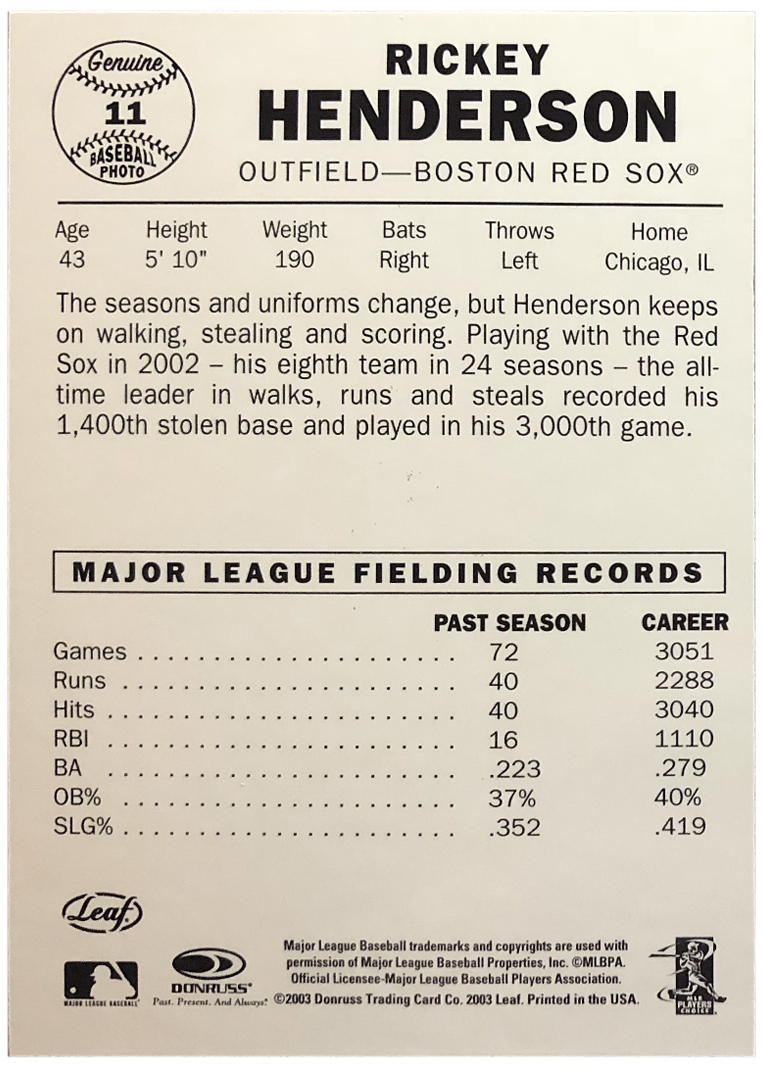 Genuine
11
BASEBALL
PHOTO
RICKEY
HENDERSON
OUTFIELD—BOSTON RED SOX®
Age Height Weight Bats Throws Home
43 5' 10" 190 Right Left Chicago, IL
The seasons and uniforms change, but Henderson keeps
on walking, stealing and scoring. Playing with the Red
Sox in 2002 – his eighth team in 24 seasons – the all-
time leader in walks, runs and steals recorded his
1,400th stolen base and played in his 3,000th game.
MAJOR LEAGUE FIELDING RECORDS
PAST SEASON CAREER
Games . . . . . . . . . . . . . . . . . . . . . . 72 3051
Runs . . . . . . . . . . . . . . . . . . . . . . . 40 2288
Hits . . . . . . . . . . . . . . . . . . . . . . . . 40 3040
RBI . . . . . . . . . . . . . . . . . . . . . . . . 16 1110
BA . . . . . . . . . . . . . . . . . . . . . . . . .223 .279
OB% . . . . . . . . . . . . . . . . . . . . . . . 37% 40%
SLG% . . . . . . . . . . . . . . . . . . . . . . . .352 .419
Leaf®
MAJOR LEAGUE BASEBALL®
DONRUSS®
Past. Present. And Always.®
Major League Baseball trademarks and copyrights are used with
permission of Major League Baseball Properties, Inc. ©MLBPA.
Official Licensee-Major League Baseball Players Association.
©2003 Donruss Trading Card Co. 2003 Leaf. Printed in the USA.
MLB
PLAYERS
CHOICE